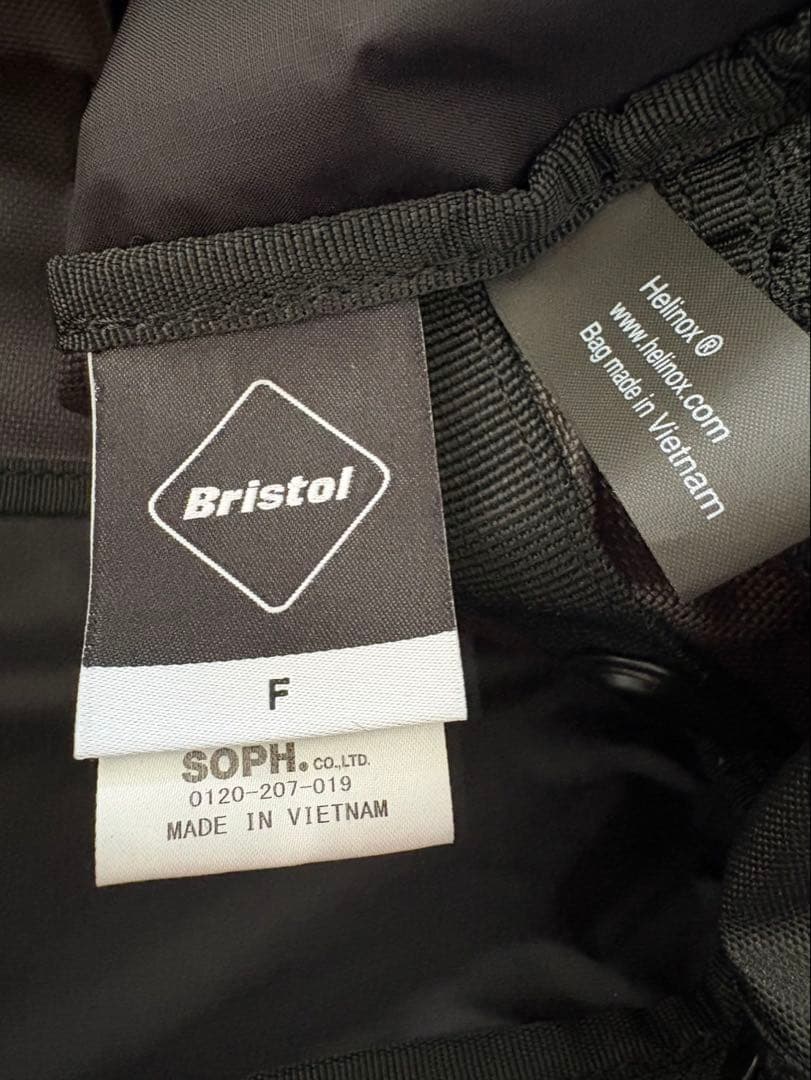 Helinox®
www.helinox.com
Bag made in Vietnam
Bristol
F
SOPH. CO.,LTD.
0120-207-019
MADE IN VIETNAM